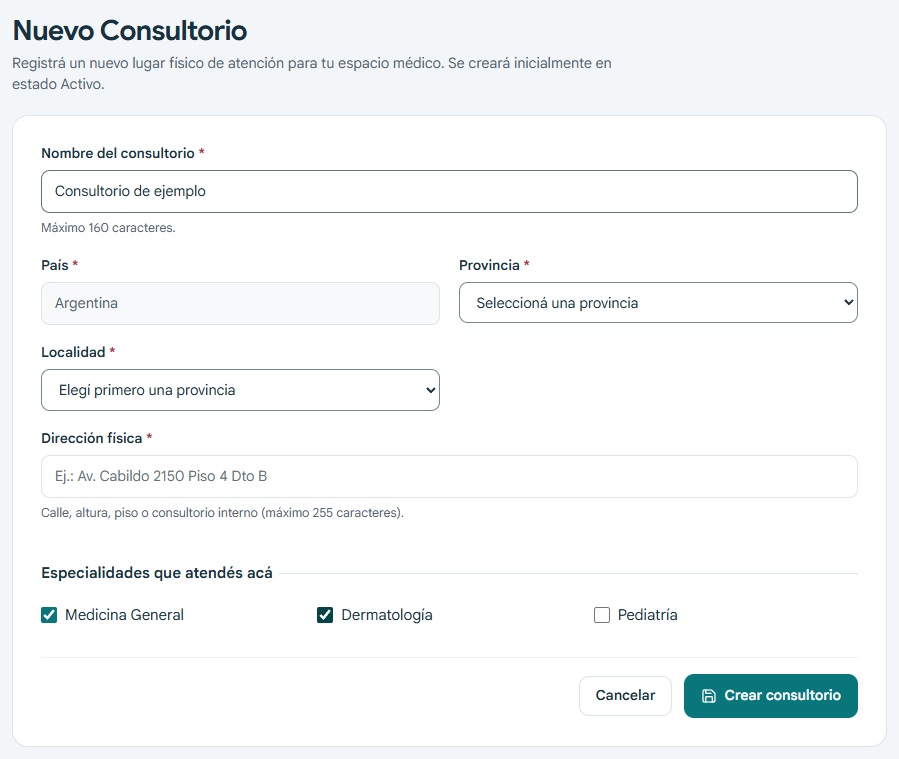 Nuevo Consultorio
Registrá un nuevo lugar físico de atención para tu espacio médico. Se creará inicialmente en
estado Activo.
Nombre del consultorio *
Consultorio de ejemplo
Máximo 160 caracteres.
País *
Provincia *
Argentina
Seleccioná una provincia
Localidad *
Elegí primero una provincia
Dirección física *
Ej.: Av. Cabildo 2150 Piso 4 Dto B
Calle, altura, piso o consultorio interno (máximo 255 caracteres).
Especialidades que atendés acá
Medicina General
Dermatología
Pediatría
Cancelar
Crear consultorio